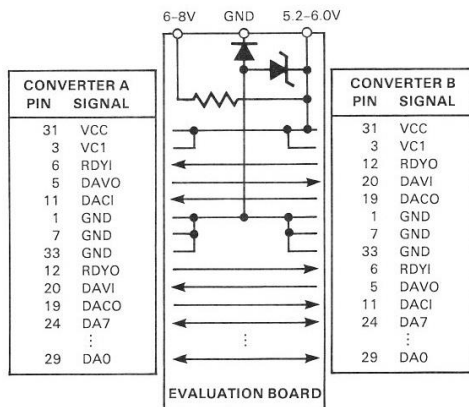 6-8V GND 5.2-6.0V
CONVERTER A
PIN SIGNAL
31 VCC
3 VC1
6 RDYI
5 DAVO
11 DACI
1 GND
7 GND
33 GND
12 RDYO
20 DAVI
19 DACO
24 DA7
⋮
29 DA0
⋮
EVALUATION BOARD
CONVERTER B
PIN SIGNAL
31 VCC
3 VC1
12 RDYO
20 DAVI
19 DACO
1 GND
7 GND
33 GND
6 RDYI
5 DAVO
11 DACI
24 DA7
⋮
29 DA0